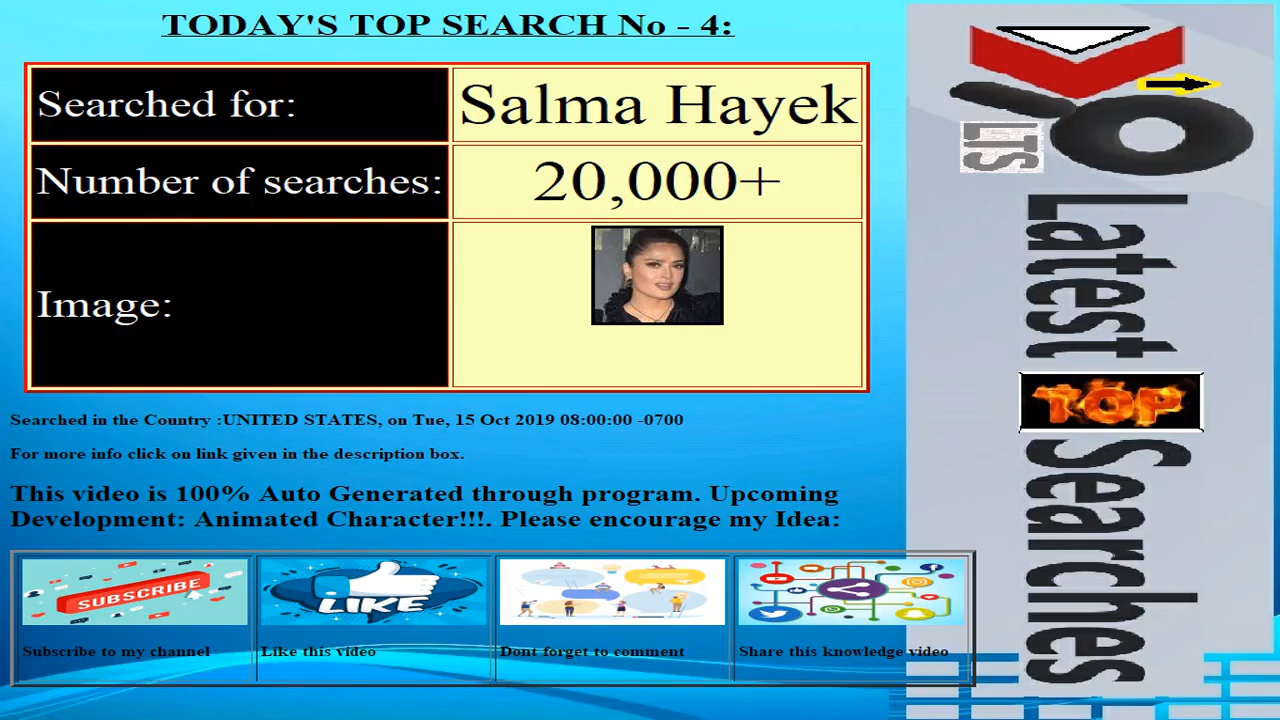 TODAY'S TOP SEARCH No - 4:
Searched for:
Salma Hayek
Number of searches:
20,000+
Image:
Searched in the Country :UNITED STATES, on Tue, 15 Oct 2019 08:00:00 -0700
For more info click on link given in the description box.
This video is 100% Auto Generated through program. Upcoming
Development: Animated Character!!!. Please encourage my Idea:
SUBSCRIBE
LIKE
Subscribe to my channel
Like this video
Dont forget to comment
Share this knowledge video
LTS
Latest
TOP
Searches